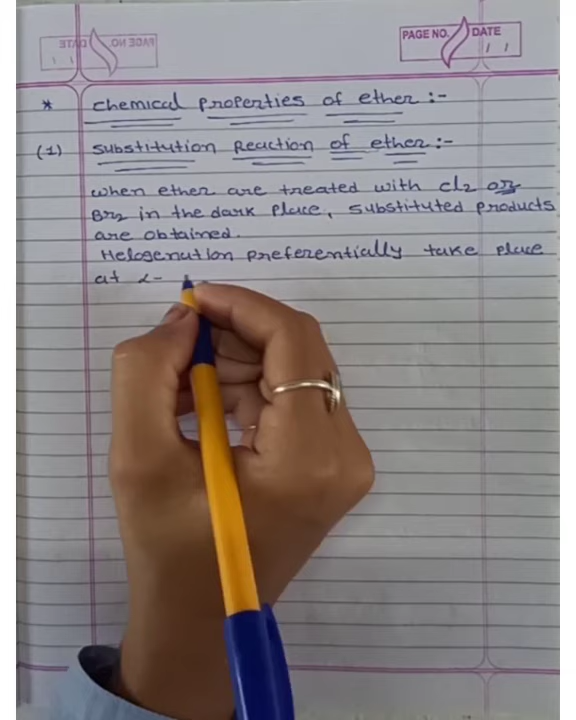 PAGE NO. DATE
/ /
* Chemical Properties of ether :-
(1) Substitution Reaction of ether :-
when ether are treated with Cl2 or
Br2 in the dark place, substituted products
are obtained.
Helogenation preferentially take place
at α-